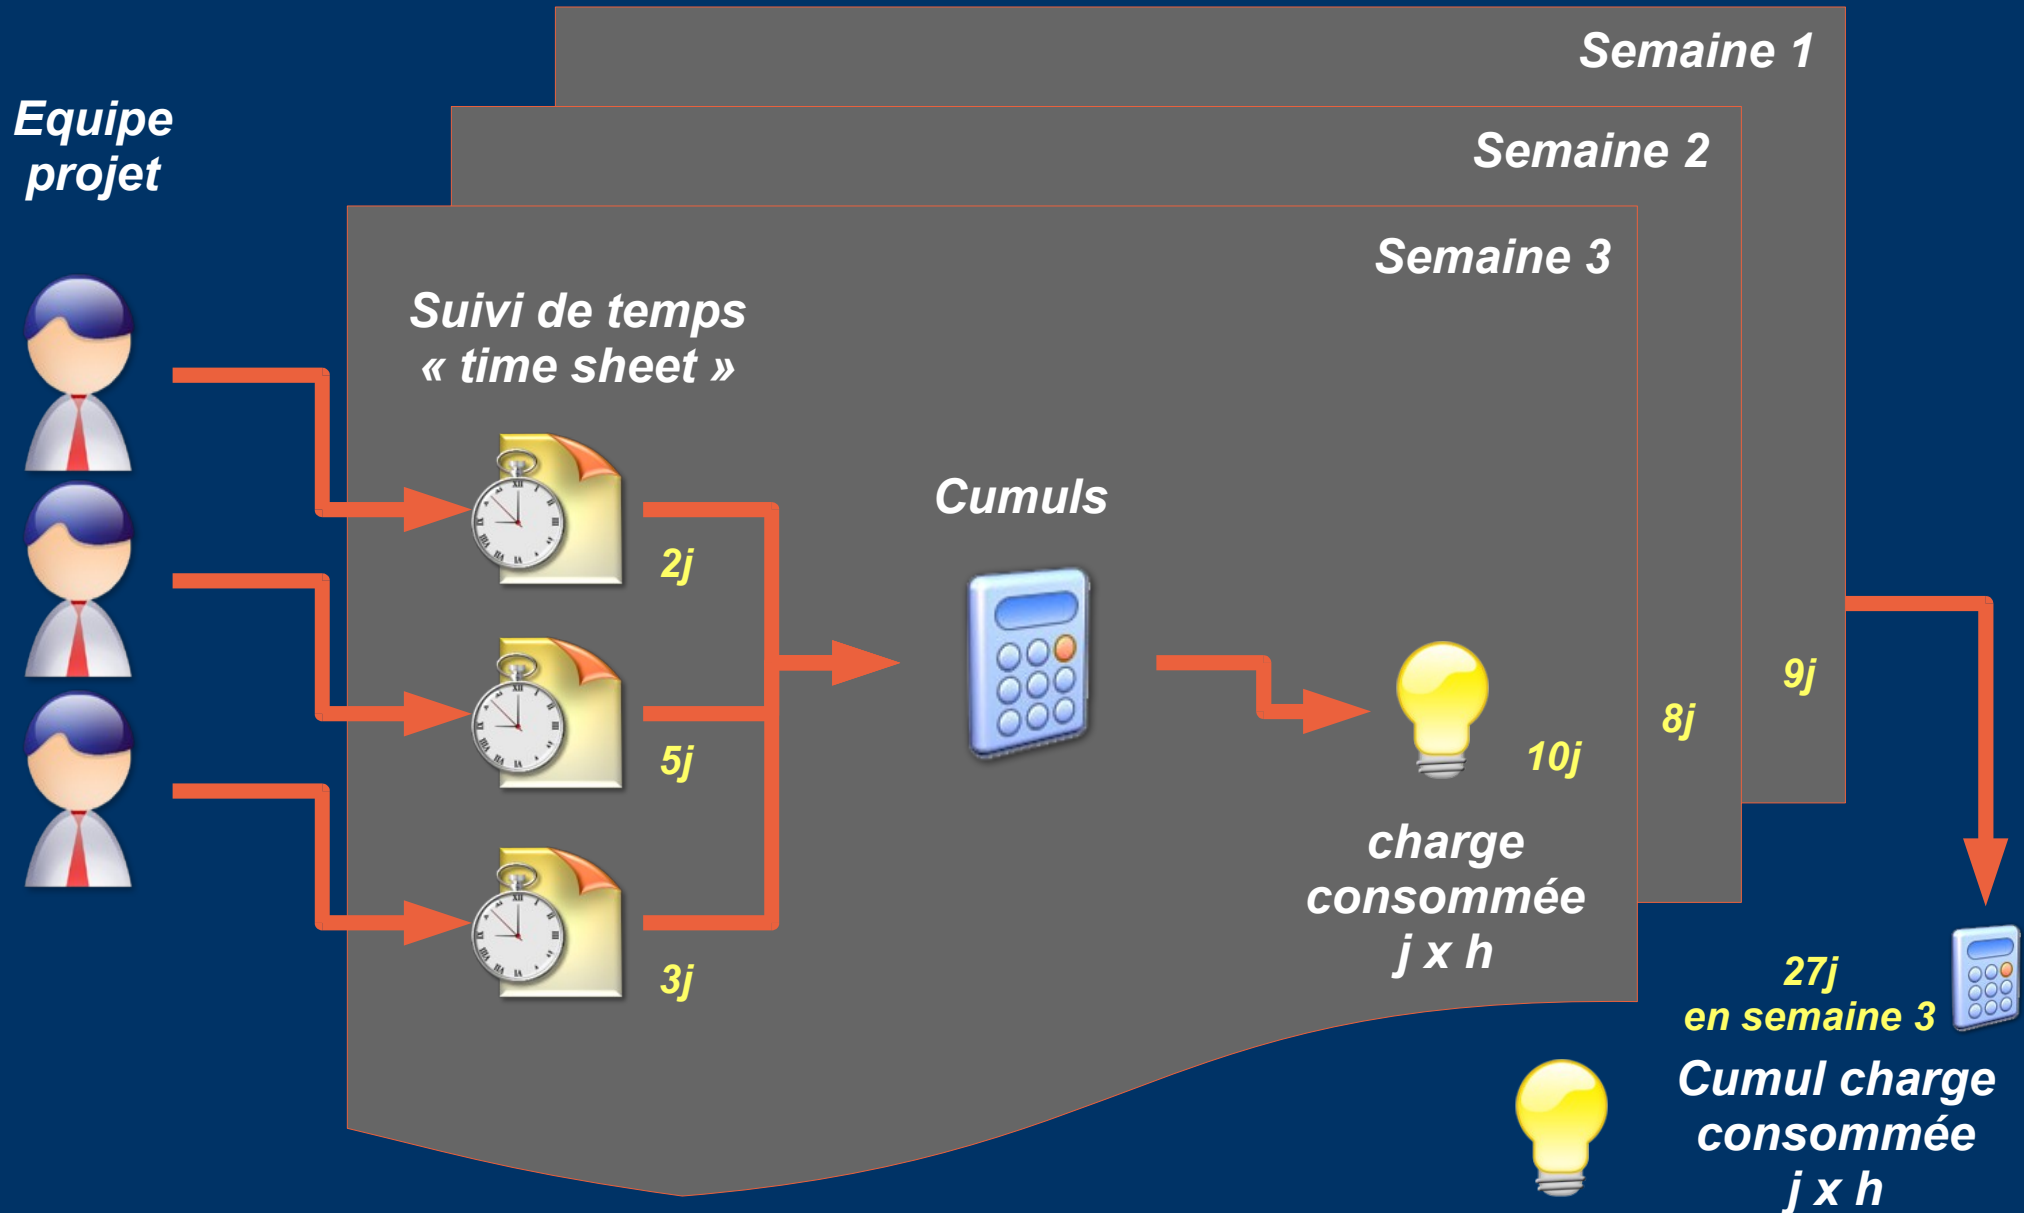 Semaine 1
Semaine 2
Semaine 3
Equipe
projet
Suivi de temps
« time sheet »
2j
5j
3j
Cumuls
10j
8j
9j
charge
consommée
j x h
27j
en semaine 3
Cumul charge
consommée
j x h